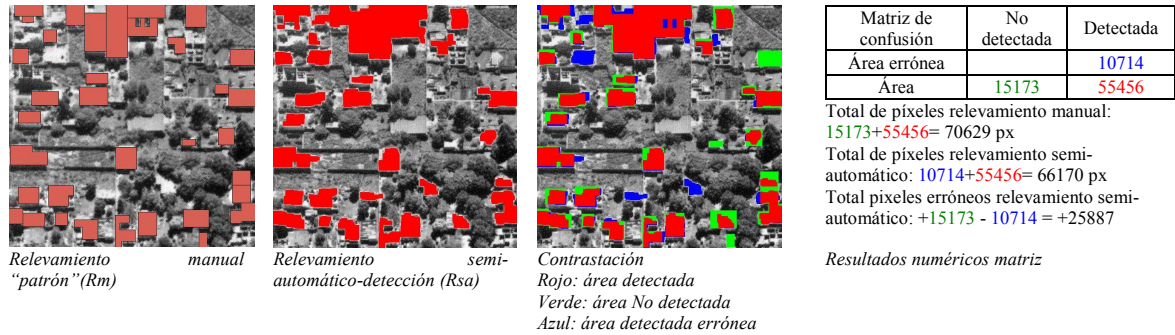 Relevamiento manual
"patrón"(Rm)
Relevamiento semi-
automático-detección (Rsa)
Contrastación
Rojo: área detectada
Verde: área No detectada
Azul: área detectada errónea
Matriz de confusión No detectada Detectada
Área errónea 10714
Área 15173 55456
Total de píxeles relevamiento manual:
15173+55456= 70629 px
Total de píxeles relevamiento semi-
automático: 10714+55456= 66170 px
Total pixeles erróneos relevamiento semi-
automático: +15173 - 10714 = +25887
Resultados numéricos matriz